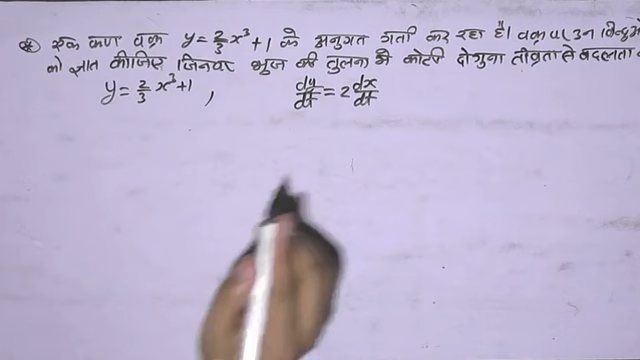 एक कण वक्र y = 2/3 x³ + 1 के अनुगत गती कर रहा है। वक्र पर उन बिन्दुओ
को ज्ञात कीजिए जिनपर भुज की तुलना में कोटी दोगुना तीव्रता से बदलता
y = 2/3 x³ + 1 , dy/dt = 2 dx/dt